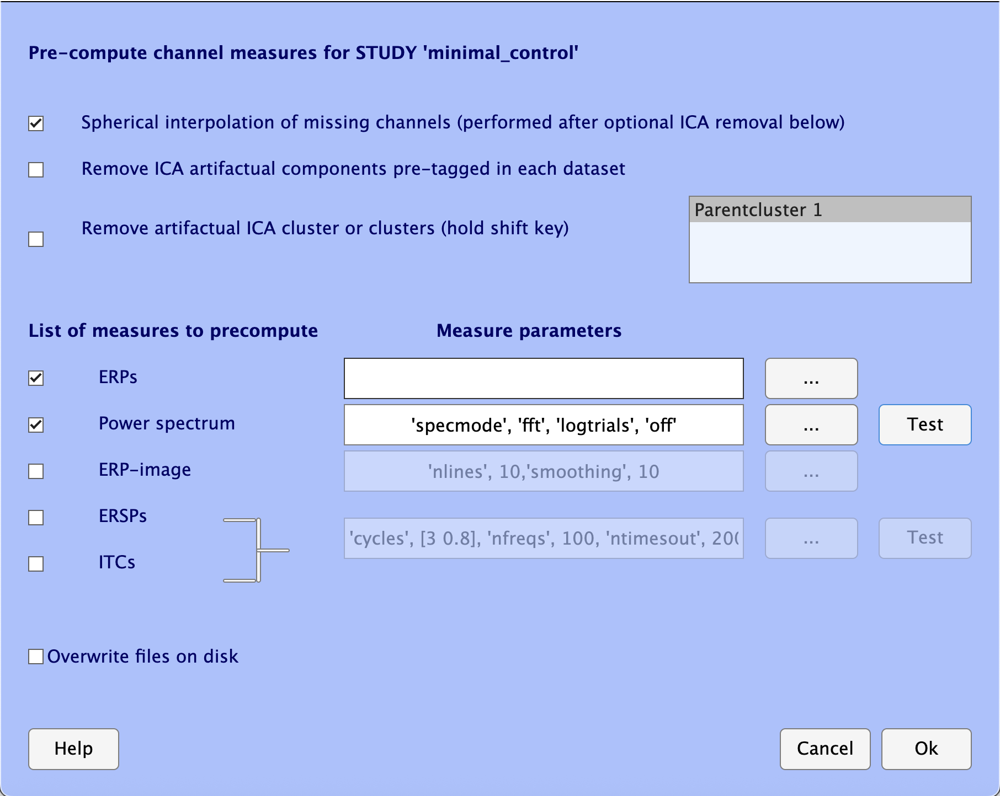 Pre-compute channel measures for STUDY 'minimal_control'
Spherical interpolation of missing channels (performed after optional ICA removal below)
Remove ICA artifactual components pre-tagged in each dataset
Remove artifactual ICA cluster or clusters (hold shift key)
Parentcluster 1
List of measures to precompute Measure parameters
ERPs ...
Power spectrum 'specmode', 'fft', 'logtrials', 'off' ... Test
ERP-image 'nlines', 10,'smoothing', 10 ...
ERSPs
'cycles', [3 0.8], 'nfreqs', 100, 'ntimesout', 200 ... Test
ITCs
Overwrite files on disk
Help Cancel Ok